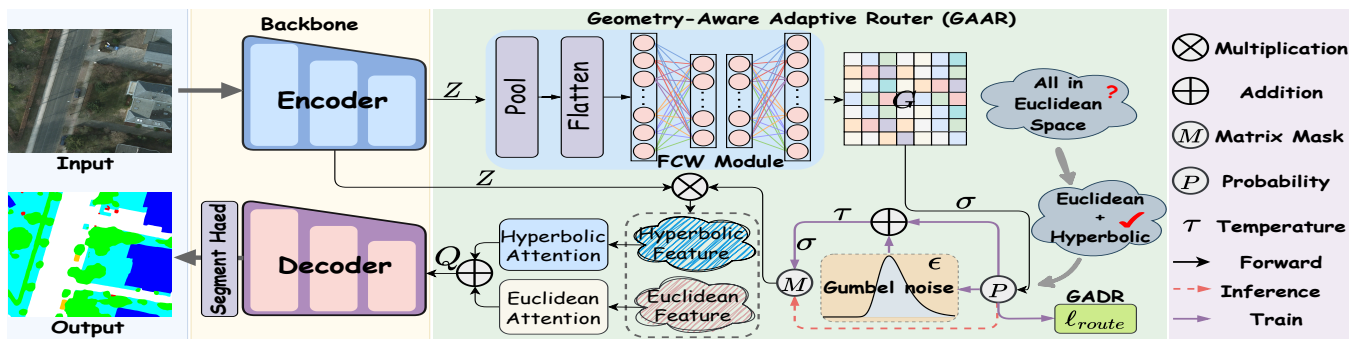 Backbone
Geometry-Aware Adaptive Router (GAAR)
Input
Encoder
Z
Pool
Flatten
FCW Module
G
All in
Euclidean ?
Space
Euclidean
+
Hyperbolic
Z
Output
Segment Haed
Decoder
Q
Hyperbolic
Attention
Euclidean
Attention
Hyperbolic
Feature
Euclidean
Feature
τ
σ
σ
M
ϵ
Gumbel noise
P
GADR
ℓroute
Multiplication
Addition
M Matrix Mask
P Probability
τ Temperature
Forward
Inference
Train